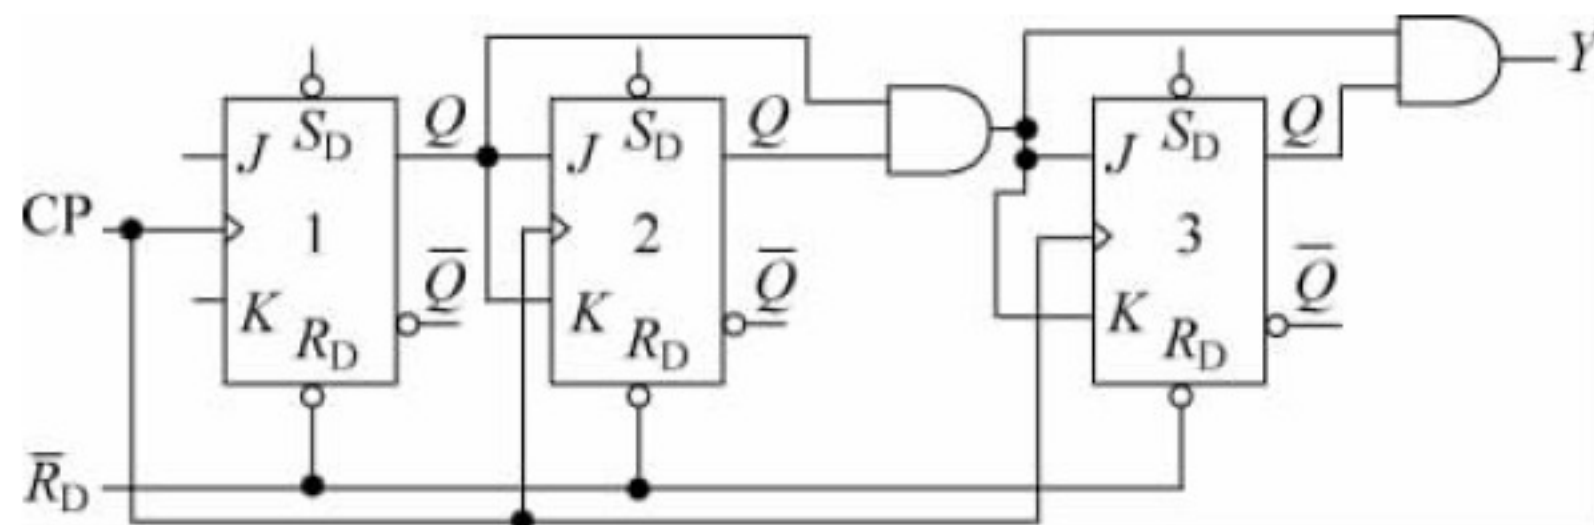 Y
Q Q Q
J S_D J S_D J S_D
CP 1 2 3
Q̅ Q̅ Q̅
K R_D K R_D K R_D
R̅_D